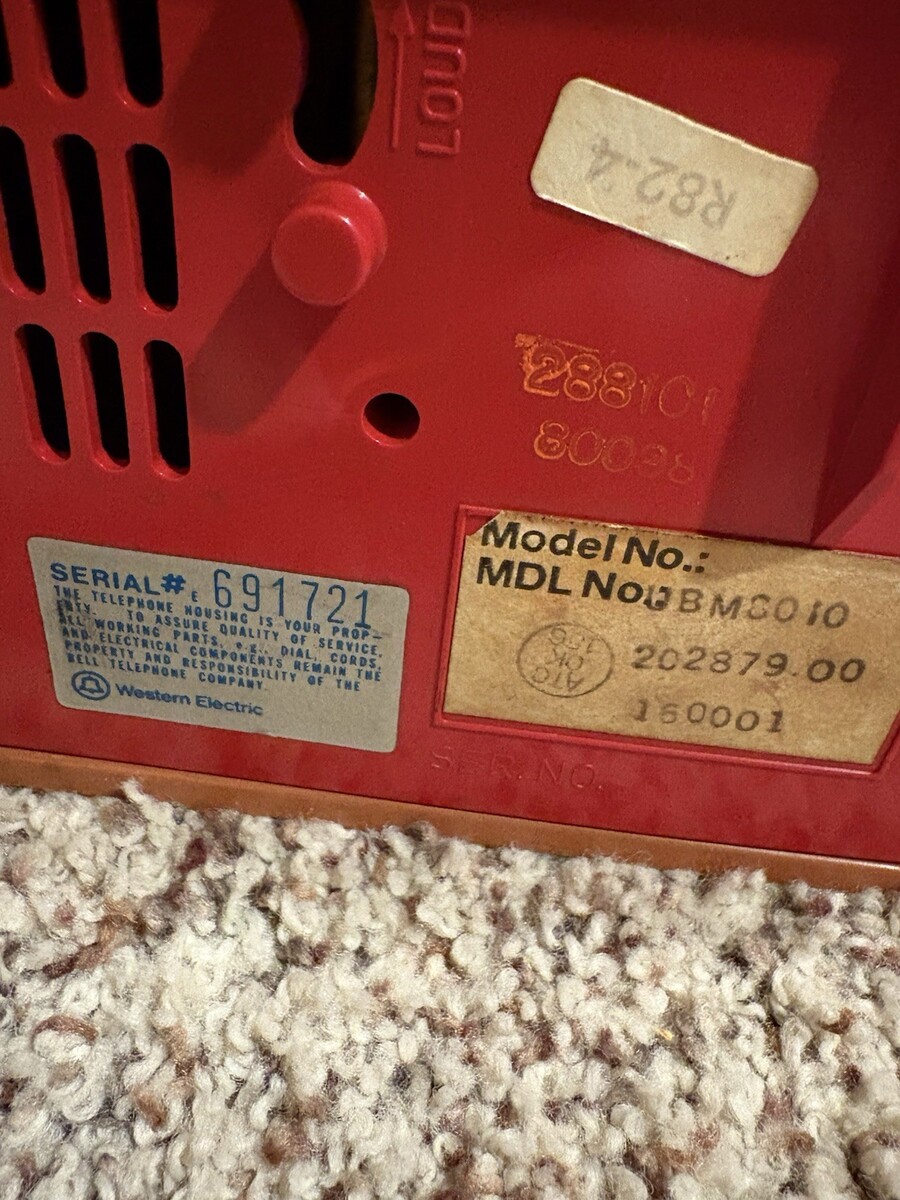 LOUD
R82-4
288101
SERIAL# E 691721
THE TELEPHONE HOUSING IS YOUR PROP-
ERTY. TO ASSURE QUALITY OF SERVICE,
ALL WORKING PARTS, e.g., DIAL, CORDS,
AND ELECTRICAL COMPONENTS REMAIN THE
PROPERTY AND RESPONSIBILITY OF THE
BELL TELEPHONE COMPANY
Western Electric
Model No.:
MDL No.
202879.00
OK
160001
SER. NO.